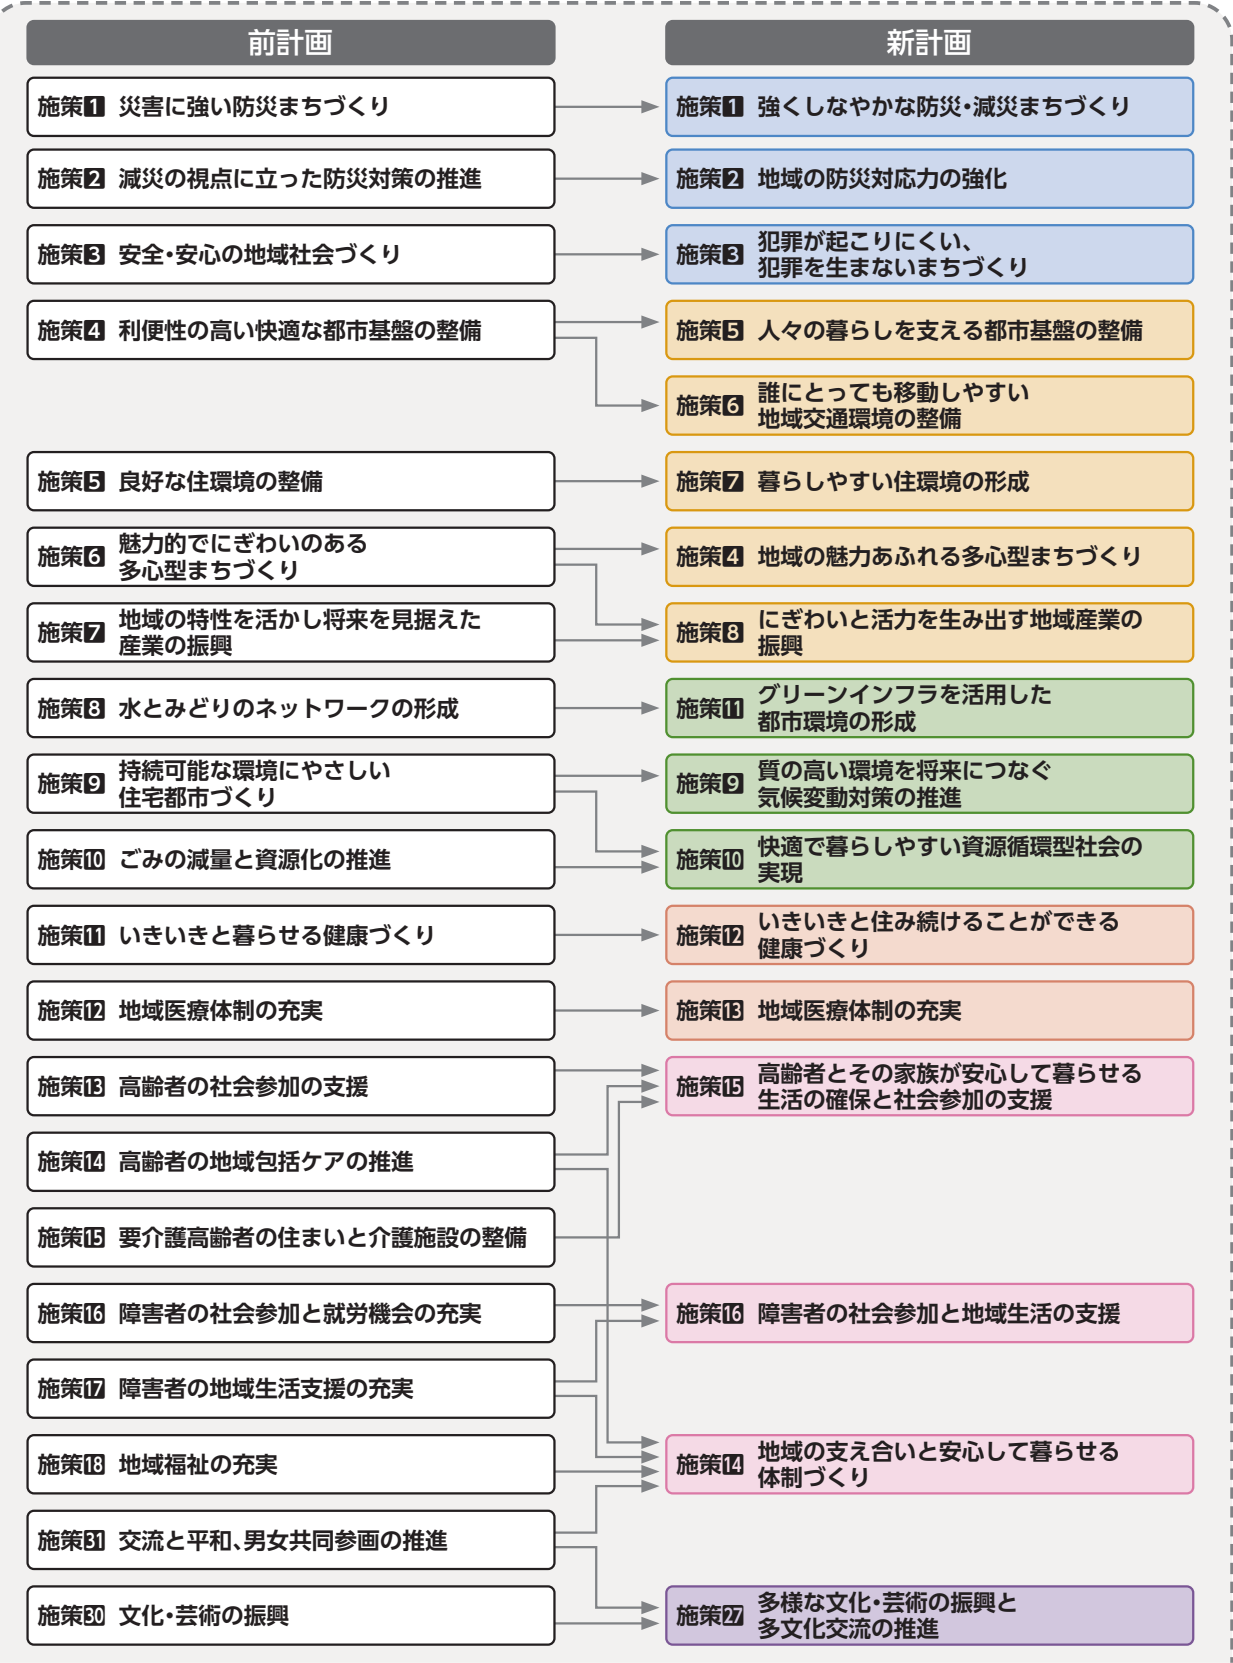 前計画
新計画
施策1 災害に強い防災まちづくり
施策1 強くしなやかな防災・減災まちづくり
施策2 減災の視点に立った防災対策の推進
施策2 地域の防災対応力の強化
施策3 安全・安心の地域社会づくり
施策3 犯罪が起こりにくい、
犯罪を生まないまちづくり
施策4 利便性の高い快適な都市基盤の整備
施策5 人々の暮らしを支える都市基盤の整備
施策6 誰にとっても移動しやすい
地域交通環境の整備
施策5 良好な住環境の整備
施策7 暮らしやすい住環境の形成
施策6 魅力的でにぎわいのある
多心型まちづくり
施策4 地域の魅力あふれる多心型まちづくり
施策7 地域の特性を活かし将来を見据えた
産業の振興
施策8 にぎわいと活力を生み出す地域産業の
振興
施策8 水とみどりのネットワークの形成
施策11 グリーンインフラを活用した
都市環境の形成
施策9 持続可能な環境にやさしい
住宅都市づくり
施策9 質の高い環境を将来につなぐ
気候変動対策の推進
施策10 ごみの減量と資源化の推進
施策10 快適で暮らしやすい資源循環型社会の
実現
施策11 いきいきと暮らせる健康づくり
施策12 いきいきと住み続けることができる
健康づくり
施策12 地域医療体制の充実
施策13 地域医療体制の充実
施策13 高齢者の社会参加の支援
施策15 高齢者とその家族が安心して暮らせる
生活の確保と社会参加の支援
施策14 高齢者の地域包括ケアの推進
施策15 要介護高齢者の住まいと介護施設の整備
施策16 障害者の社会参加と就労機会の充実
施策16 障害者の社会参加と地域生活の支援
施策17 障害者の地域生活支援の充実
施策18 地域福祉の充実
施策14 地域の支え合いと安心して暮らせる
体制づくり
施策31 交流と平和、男女共同参画の推進
施策30 文化・芸術の振興
施策27 多様な文化・芸術の振興と
多文化交流の推進